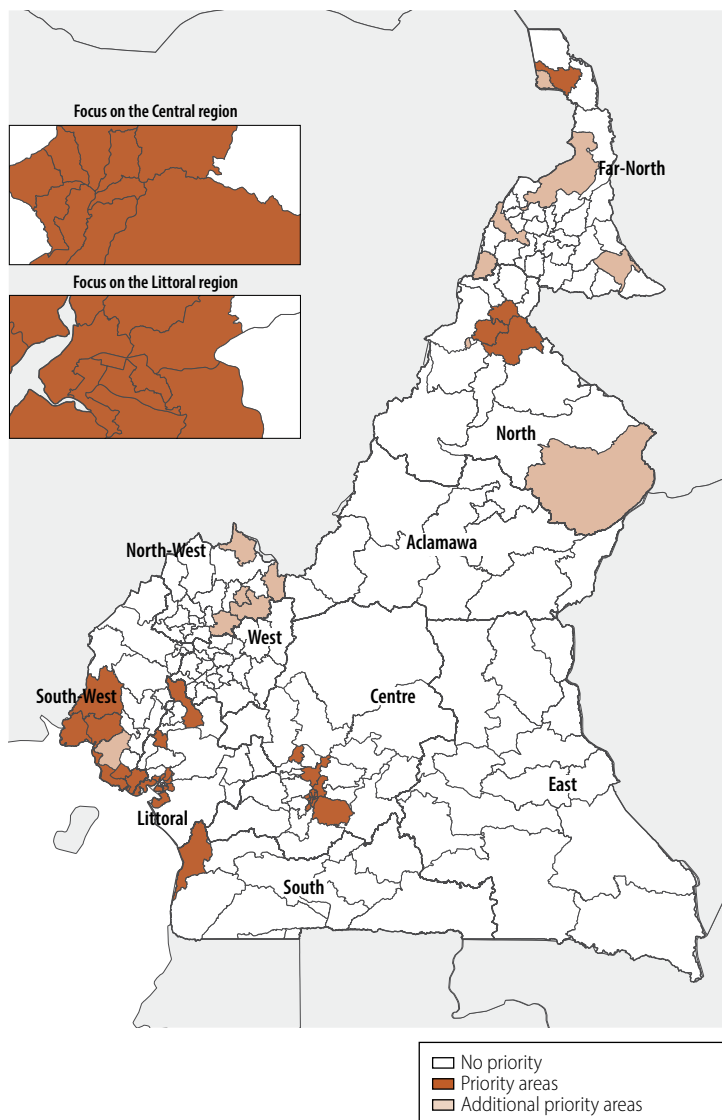 Focus on the Central region
Far-North
Focus on the Littoral region
North
North-West
Aclamawa
West
South-West
Centre
East
Littoral
South
No priority
Priority areas
Additional priority areas